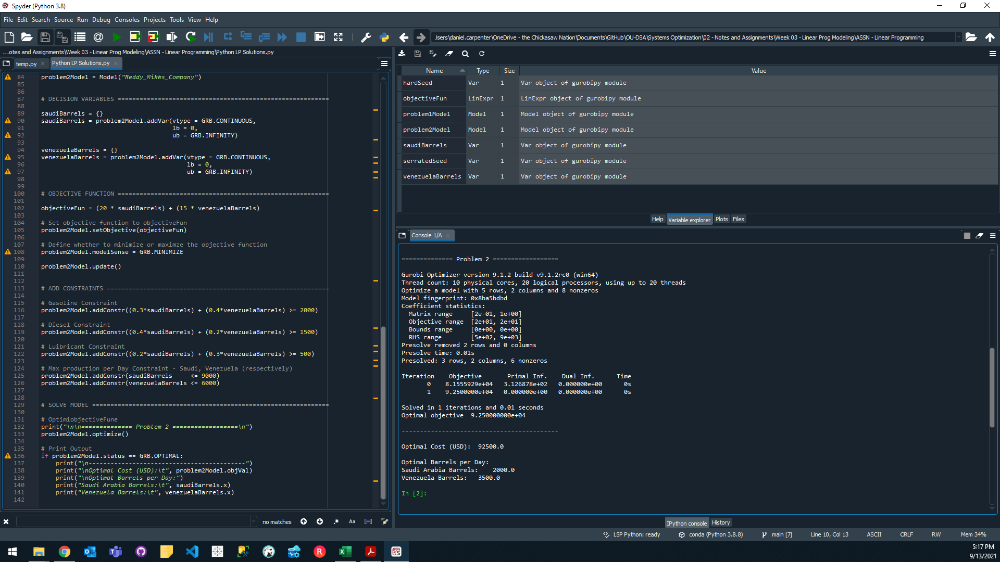 Spyder (Python 3.8)
File Edit Search Source Run Debug Consoles Projects Tools View Help
Jsers\daniel.carpenter\OneDrive - the Chickasaw Nation\Documents\GitHub\OU-DSA\Systems Optimization\02 - Notes and Assignments\Week 03 - Linear Prog Modeling\ASSN - Linear Programming
...otes and Assignments\Week 03 - Linear Prog Modeling\ASSN - Linear Programming\Python LP Solutions.py
temp.py Python LP Solutions.py
84 problem2Model = Model("Reddy_Mikks_Company")
85
86
87 # DECISION VARIABLES ==========================================================
88
89 saudiBarrels = {}
90 saudiBarrels = problem2Model.addVar(vtype = GRB.CONTINUOUS,
91 lb = 0,
92 ub = GRB.INFINITY)
93
94 venezuelaBarrels = {}
95 venezuelaBarrels = problem2Model.addVar(vtype = GRB.CONTINUOUS,
96 lb = 0,
97 ub = GRB.INFINITY)
98
99
100 # OBJECTIVE FUNCTION ==========================================================
101
102 objectiveFun = (20 * saudiBarrels) + (15 * venezuelaBarrels)
103
104 # Set objective function to objectiveFun
105 problem2Model.setObjective(objectiveFun)
106
107 # Define whether to minimize or maximze the objective function
108 problem2Model.modelSense = GRB.MINIMIZE
109
110 problem2Model.update()
111
112
113 # ADD CONSTRAINTS =============================================================
114
115 # Gasoline Constraint
116 problem2Model.addConstr((0.3*saudiBarrels) + (0.4*venezuelaBarrels) >= 2000)
117
118 # Diesel Constraint
119 problem2Model.addConstr((0.4*saudiBarrels) + (0.2*venezuelaBarrels) >= 1500)
120
121 # Luibricant Constraint
122 problem2Model.addConstr((0.2*saudiBarrels) + (0.3*venezuelaBarrels) >= 500)
123
124 # Max production per Day Constraint - Saudi, Venezuela (respectively)
125 problem2Model.addConstr(saudiBarrels <= 9000)
126 problem2Model.addConstr(venezuelaBarrels <= 6000)
127
128
129 # SOLVE MODEL =================================================================
130
131 # OptimiobjectiveFune
132 print("\n\n============== Problem 2 ==================\n")
133 problem2Model.optimize()
134
135 # Print Output
136 if problem2Model.status == GRB.OPTIMAL:
137 print("\n-------------------------------------------")
138 print("\nOptimal Cost (USD):\t", problem2Model.objVal)
139 print("\nOptimal Barrels per Day:")
140 print("Saudi Arabia Barrels:\t", saudiBarrels.x)
141 print("Venezuela Barrels:\t", venezuelaBarrels.x)
142
no matches .* Aa
Name Type Size Value
hardSeed Var 1 Var object of gurobipy module
objectiveFun LinExpr 1 LinExpr object of gurobipy module
problem1Model Model 1 Model object of gurobipy module
problem2Model Model 1 Model object of gurobipy module
saudiBarrels Var 1 Var object of gurobipy module
serratedSeed Var 1 Var object of gurobipy module
venezuelaBarrels Var 1 Var object of gurobipy module
Help Variable explorer Plots Files
Console 1/A
============== Problem 2 ==================
Gurobi Optimizer version 9.1.2 build v9.1.2rc0 (win64)
Thread count: 10 physical cores, 20 logical processors, using up to 20 threads
Optimize a model with 5 rows, 2 columns and 8 nonzeros
Model fingerprint: 0x8ba5bdbd
Coefficient statistics:
Matrix range [2e-01, 1e+00]
Objective range [2e+01, 2e+01]
Bounds range [0e+00, 0e+00]
RHS range [5e+02, 9e+03]
Presolve removed 2 rows and 0 columns
Presolve time: 0.01s
Presolved: 3 rows, 2 columns, 6 nonzeros
Iteration Objective Primal Inf. Dual Inf. Time
0 8.1555929e+04 3.126878e+02 0.000000e+00 0s
1 9.2500000e+04 0.000000e+00 0.000000e+00 0s
Solved in 1 iterations and 0.01 seconds
Optimal objective 9.250000000e+04
-------------------------------------------
Optimal Cost (USD): 92500.0
Optimal Barrels per Day:
Saudi Arabia Barrels: 2000.0
Venezuela Barrels: 3500.0
In [2]:
IPython console History
LSP Python: ready conda (Python 3.8.8) main [7] Line 10, Col 13 ASCII CRLF RW Mem 34%
5:17 PM
9/13/2021